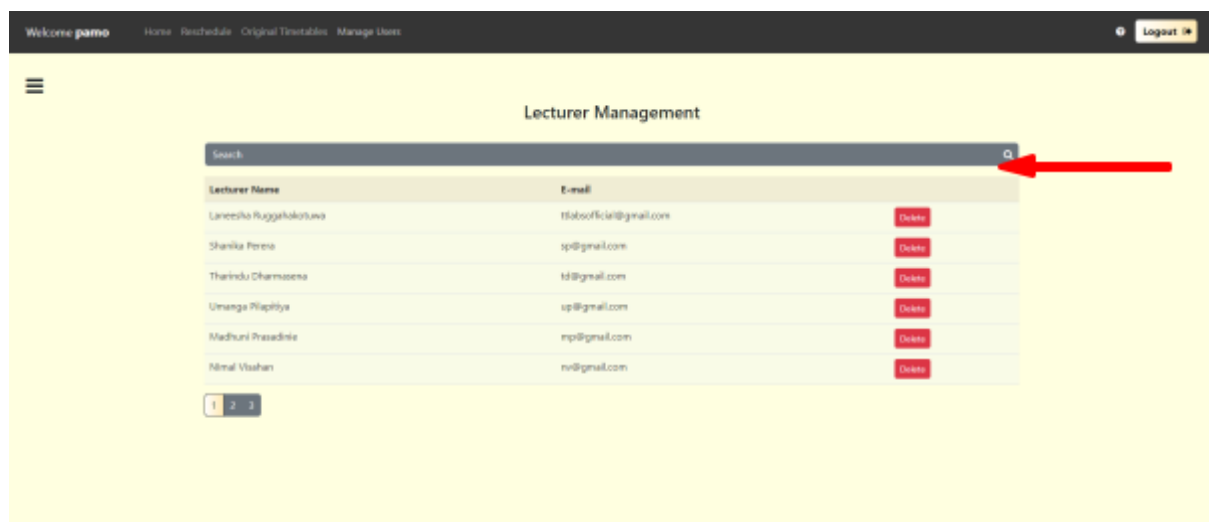 Welcome pamo Home Reschedule Original Timetables Manage Users Logout
Lecturer Management
Search
Lecturer Name E-mail
Laneesha Ruggahakotuwa ttlabsofficial@gmail.com Delete
Shanika Perera sp@gmail.com Delete
Tharindu Dharmasena td@gmail.com Delete
Umanga Pilapitiya up@gmail.com Delete
Madhuni Prasadinie mp@gmail.com Delete
Nimal Visahan nv@gmail.com Delete
1 2 3